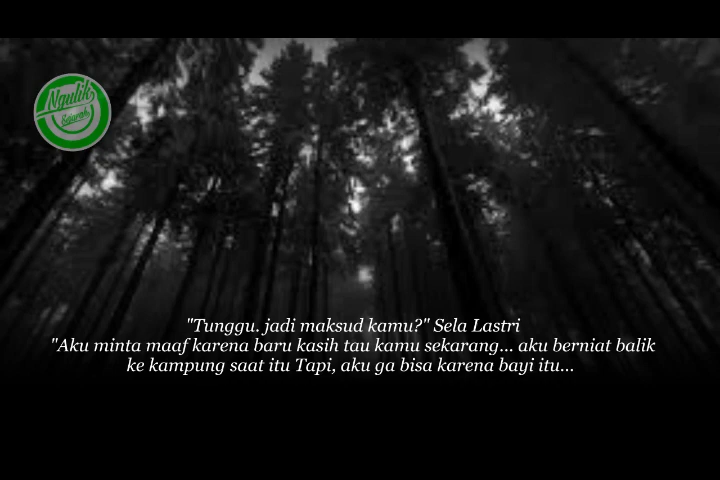 Ngulik
Sejarah
"Tunggu. jadi maksud kamu?" Sela Lastri
"Aku minta maaf karena baru kasih tau kamu sekarang... aku berniat balik
ke kampung saat itu Tapi, aku ga bisa karena bayi itu...